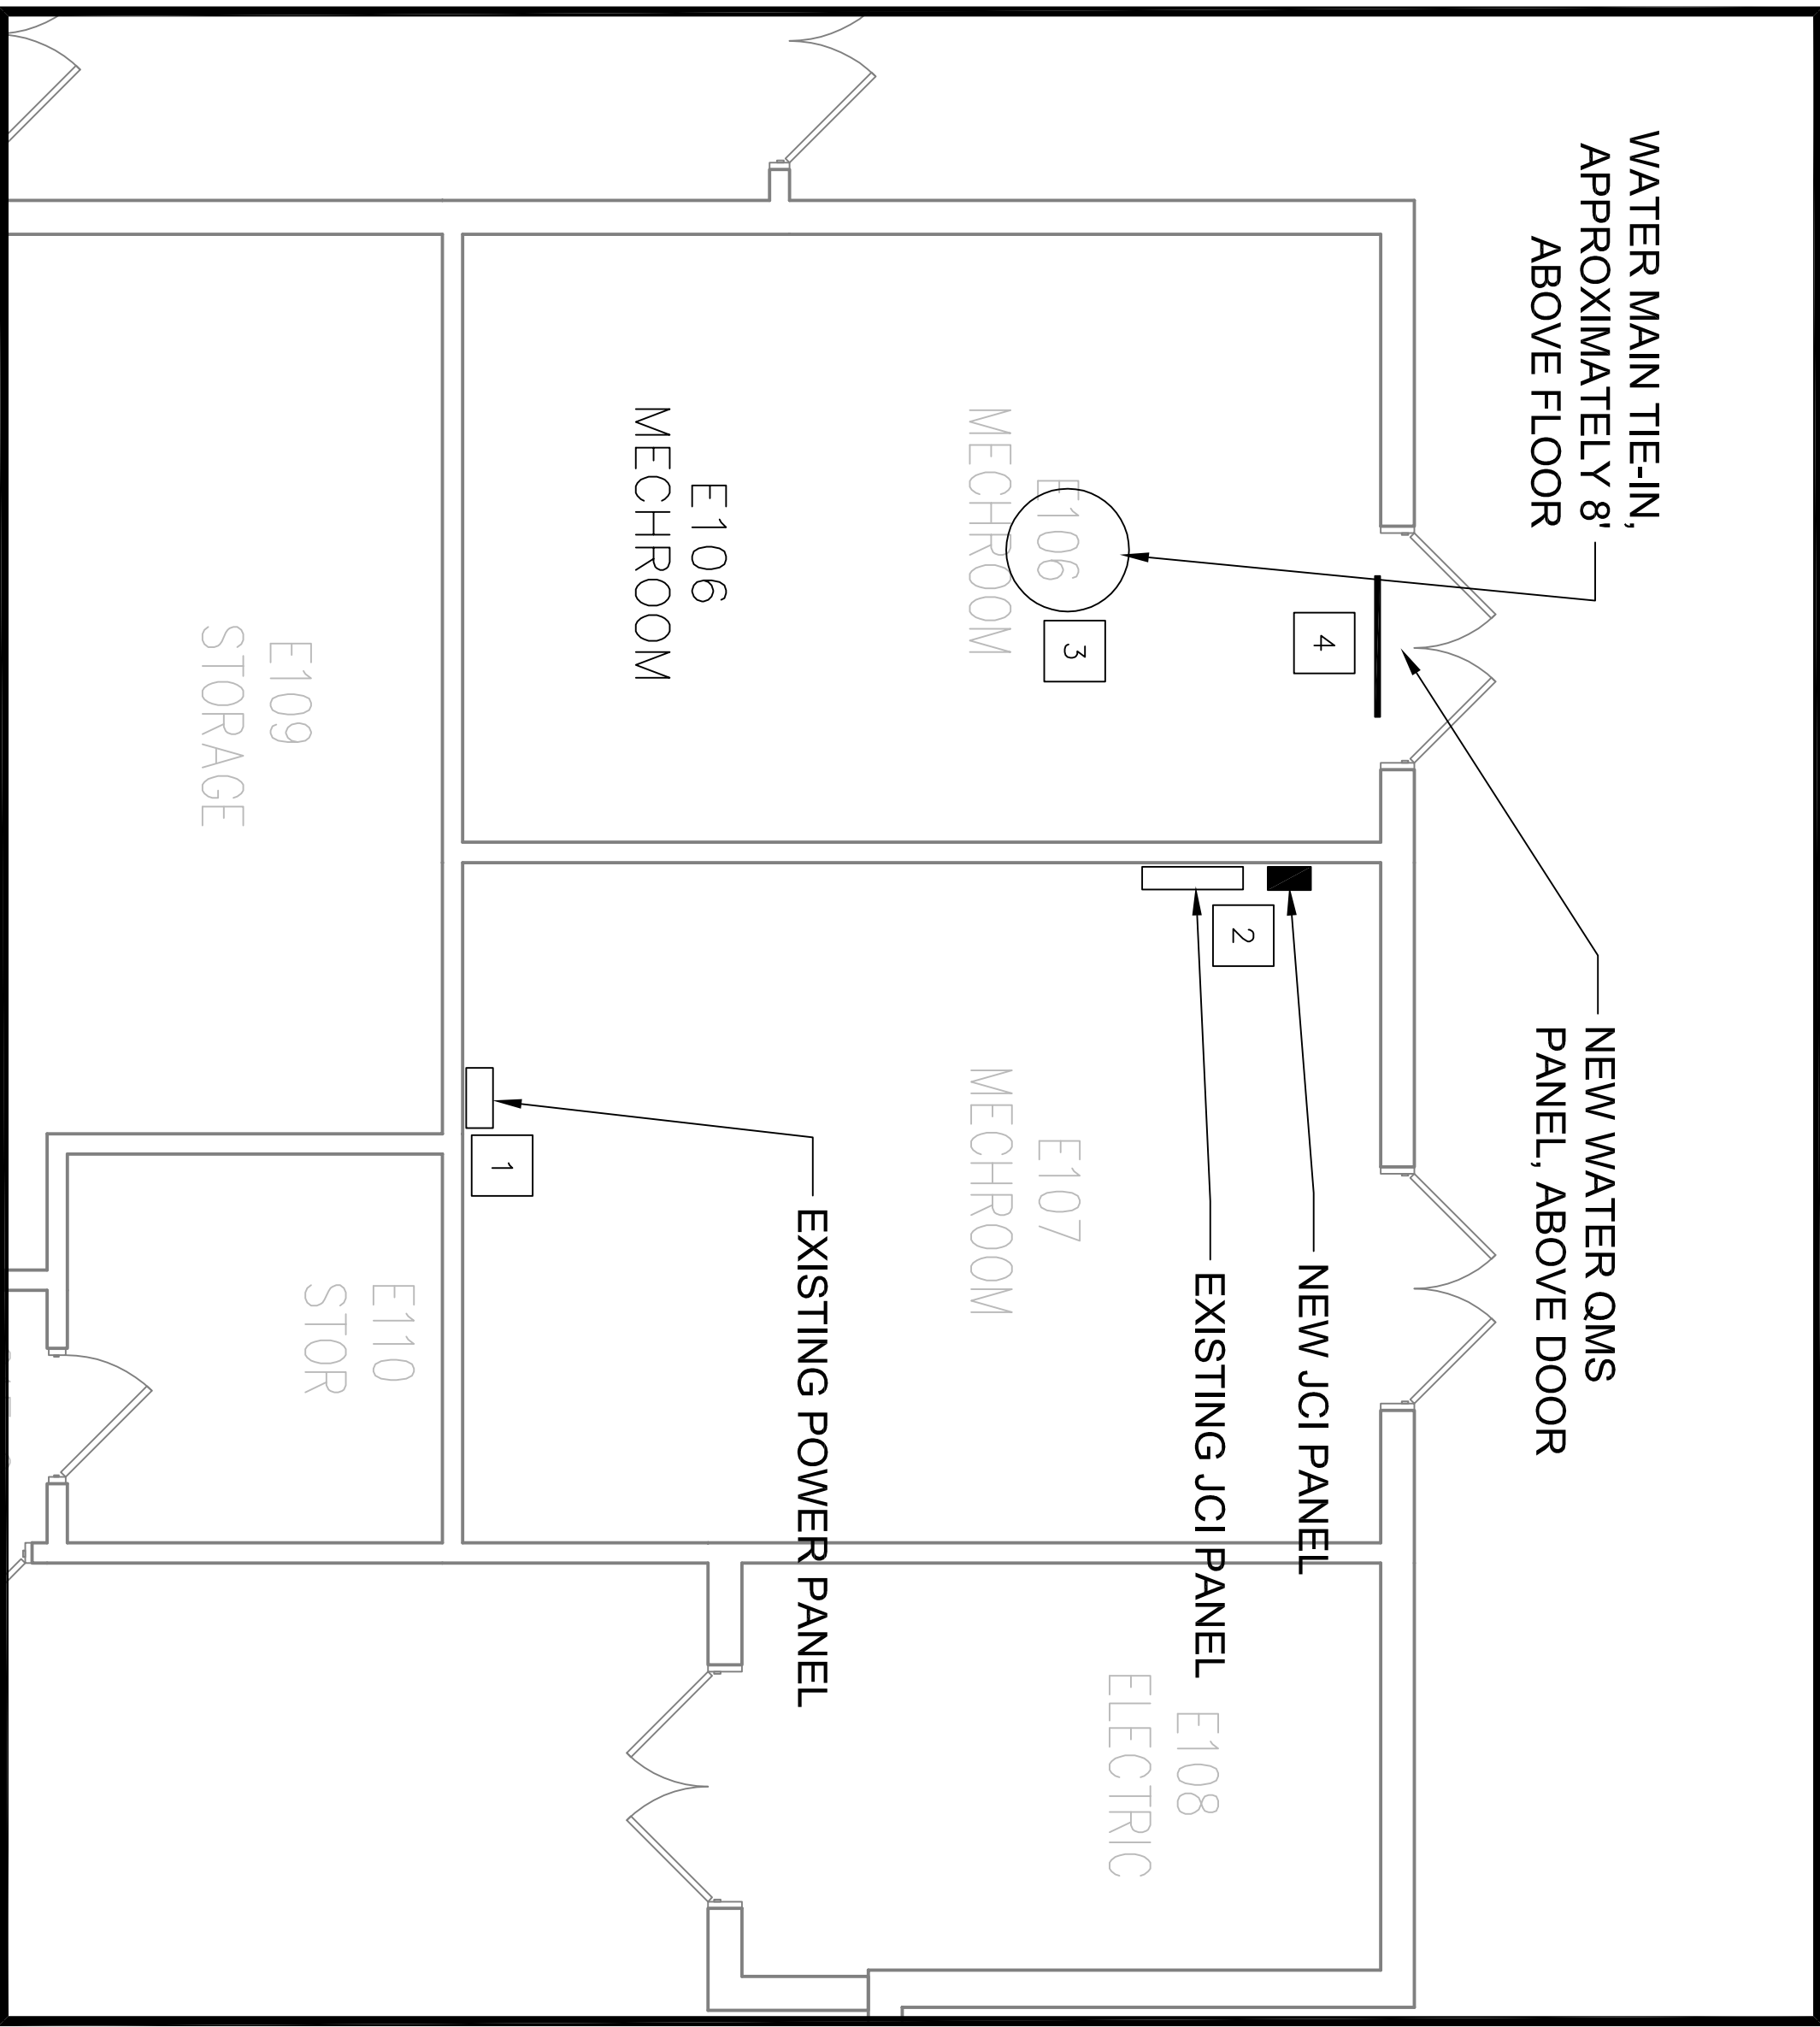 WATER MAIN TIE-IN,
APPROXIMATELY 8'
ABOVE FLOOR
NEW WATER QMS
PANEL, ABOVE DOOR
4
3
E106
MECHROOM
E106
MECHROOM
2
NEW JCI PANEL
EXISTING JCI PANEL
E107
MECHROOM
EXISTING POWER PANEL
1
E108
ELECTRIC
E109
STORAGE
E110
STOR